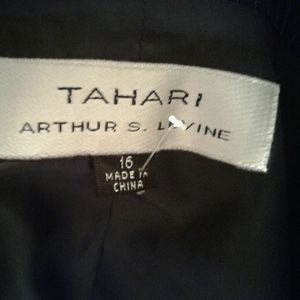 TAHARI
ARTHUR S. LEVINE
16
MADE IN
CHINA